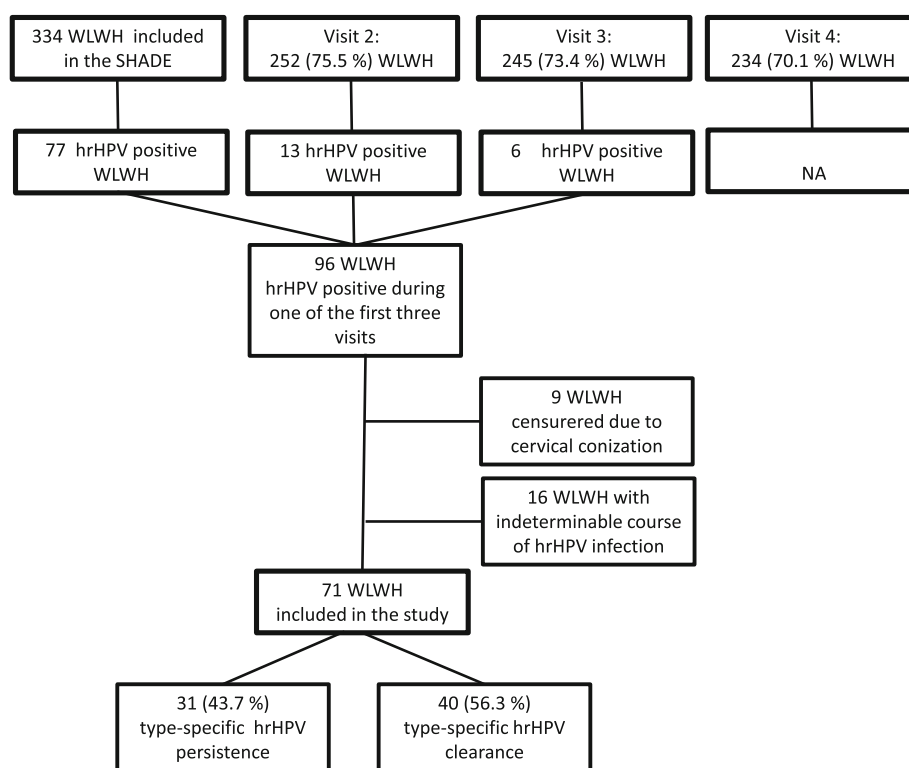 334 WLWH included
in the SHADE
Visit 2:
252 (75.5 %) WLWH
Visit 3:
245 (73.4 %) WLWH
Visit 4:
234 (70.1 %) WLWH
77 hrHPV positive
WLWH
13 hrHPV positive
WLWH
6 hrHPV positive
WLWH
NA
96 WLWH
hrHPV positive during
one of the first three
visits
9 WLWH
censurered due to
cervical conization
16 WLWH with
indeterminable course
of hrHPV infection
71 WLWH
included in the study
31 (43.7 %)
type-specific hrHPV
persistence
40 (56.3 %)
type-specific hrHPV
clearance